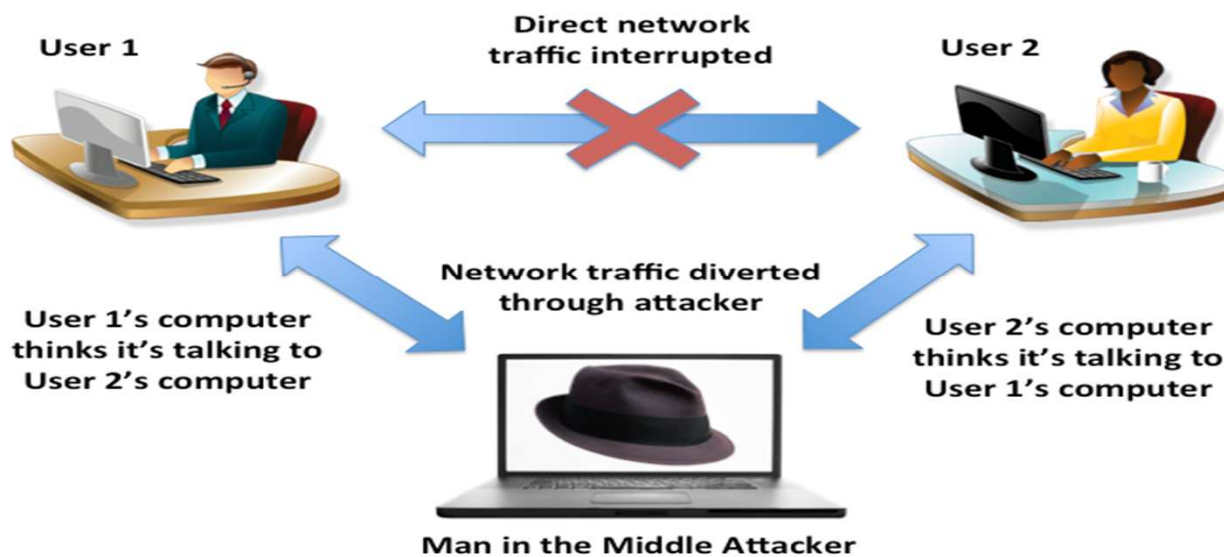 User 1
Direct network
traffic interrupted
User 2
Network traffic diverted
through attacker
User 1’s computer
thinks it’s talking to
User 2’s computer
User 2’s computer
thinks it’s talking to
User 1’s computer
Man in the Middle Attacker